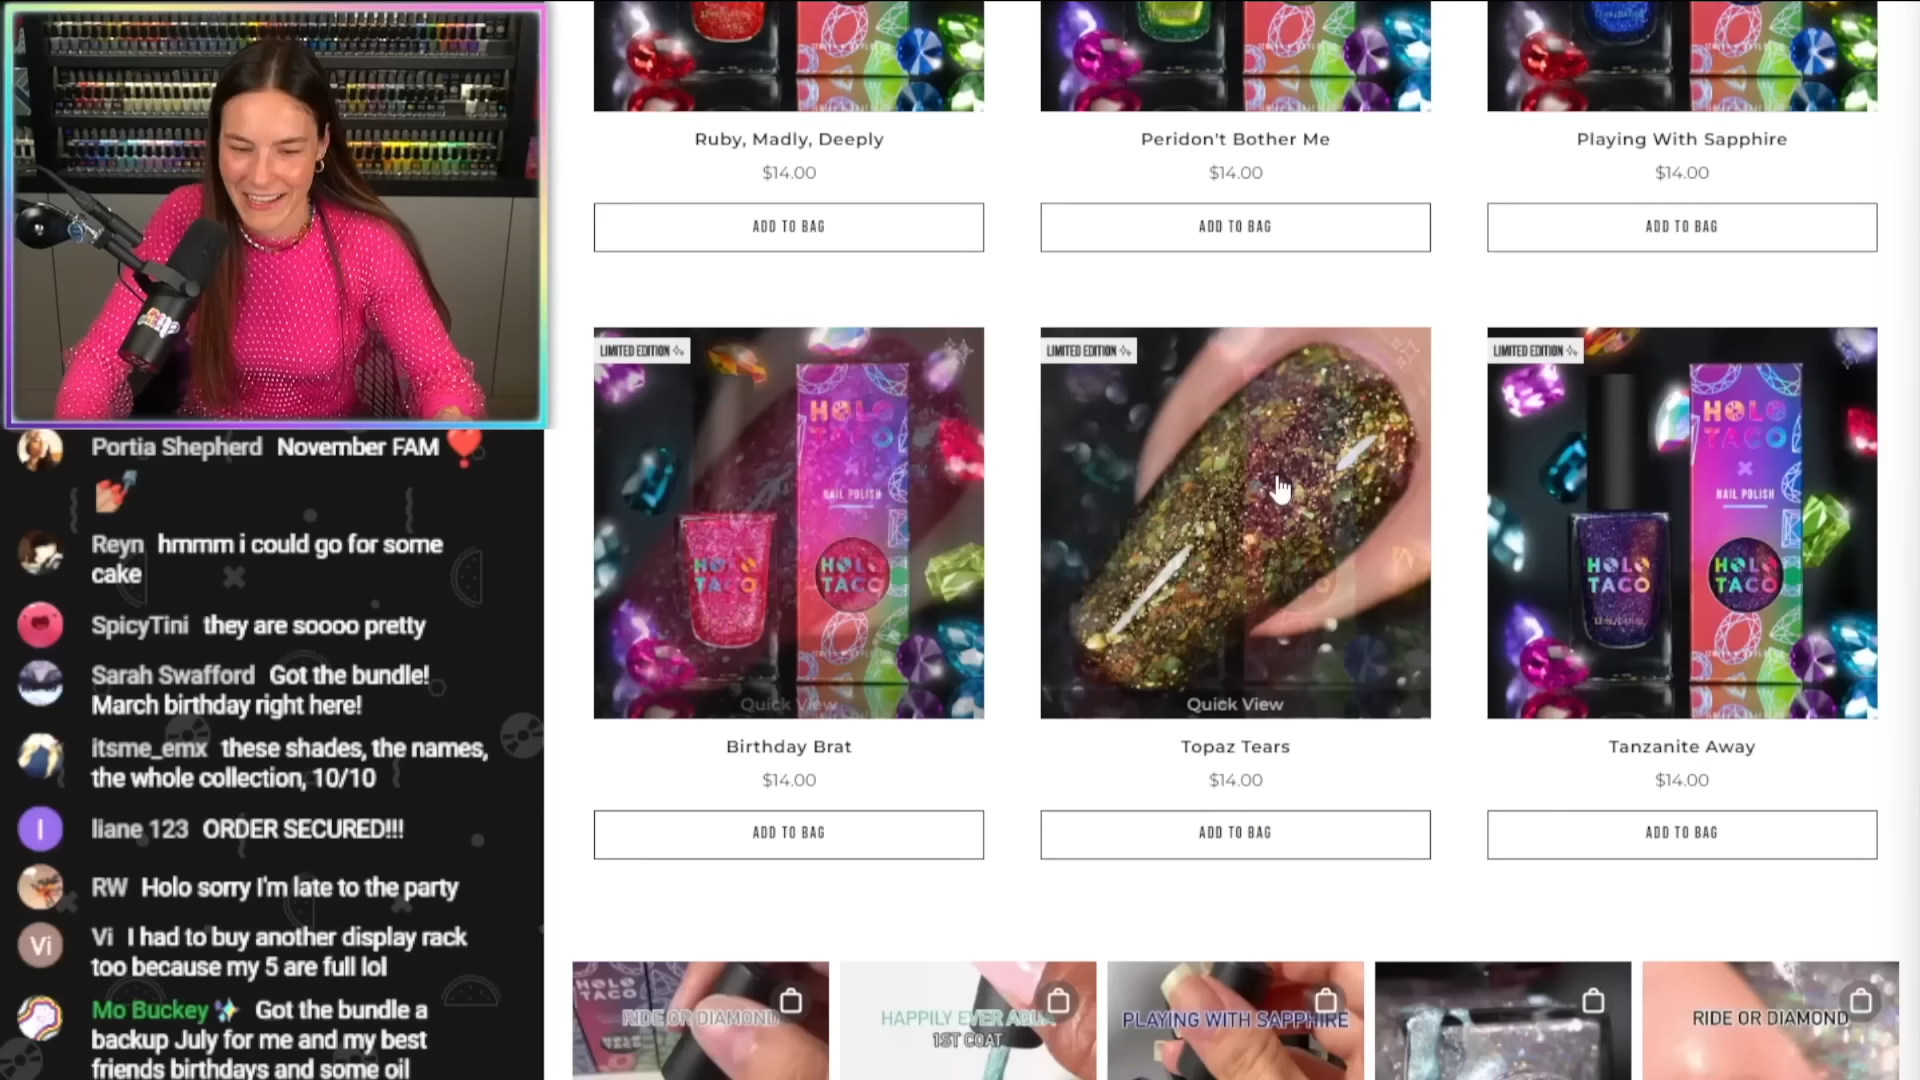 Ruby, Madly, Deeply
$14.00
ADD TO BAG
Peridon't Bother Me
$14.00
ADD TO BAG
Playing With Sapphire
$14.00
ADD TO BAG
LIMITED EDITION
HOLO
TACO
NAIL POLISH
HOLO
TACO
HOLO
TACO
Quick View
Birthday Brat
$14.00
ADD TO BAG
LIMITED EDITION
Quick View
Topaz Tears
$14.00
ADD TO BAG
LIMITED EDITION
HOLO
TACO
NAIL POLISH
HOLO
TACO
HOLO
TACO
Tanzanite Away
$14.00
ADD TO BAG
HOLO
TACO
RIDE OR DIAMOND
HAPPILY EVER AQUA
1ST COAT
PLAYING WITH SAPPHIRE
RIDE OR DIAMOND
Portia Shepherd November FAM
Reyn hmmm i could go for some
cake
SpicyTini they are soooo pretty
Sarah Swafford Got the bundle!
March birthday right here!
itsme_emx these shades, the names,
the whole collection, 10/10
I
liane 123 ORDER SECURED!!!
RW Holo sorry I'm late to the party
Vi
Vi I had to buy another display rack
too because my 5 are full lol
Mo Buckey Got the bundle a
backup July for me and my best
friends birthdays and some oil